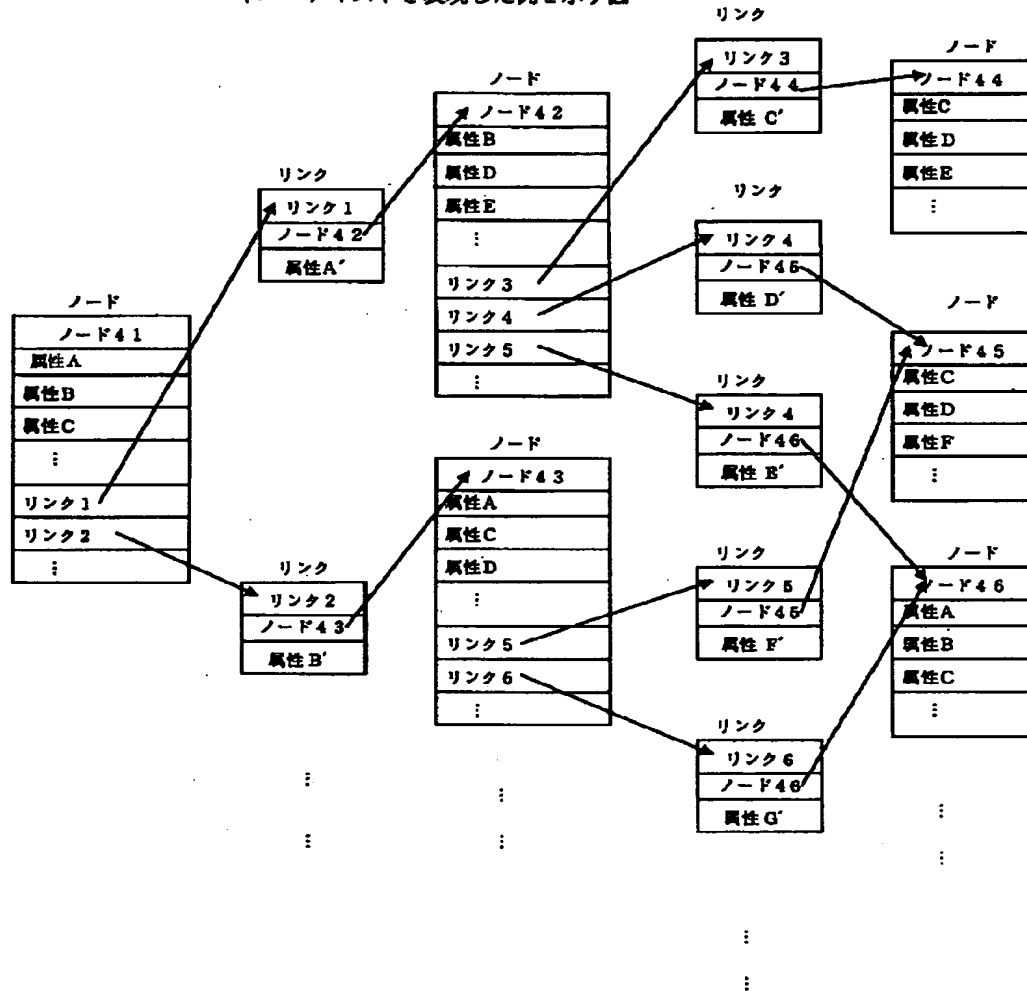 リンク
リンク3
ノード44
属性 C´
ノード
ノード44
属性C
属性D
属性E
⋮
ノード
ノード42
属性B
属性D
属性E
⋮
リンク3
リンク4
リンク5
⋮
リンク
リンク1
ノード42
属性A´
リンク
リンク4
ノード45
属性 D´
ノード
ノード41
属性A
属性B
属性C
⋮
リンク1
リンク2
⋮
ノード
ノード45
属性C
属性D
属性F
⋮
リンク
リンク4
ノード46
属性 E´
ノード
ノード43
属性A
属性C
属性D
⋮
リンク5
リンク6
⋮
リンク
リンク2
ノード43
属性B´
リンク
リンク5
ノード45
属性 F´
ノード
ノード46
属性A
属性B
属性C
⋮
リンク
リンク6
ノード46
属性G´
⋮
⋮
⋮
⋮
⋮
⋮
⋮
⋮